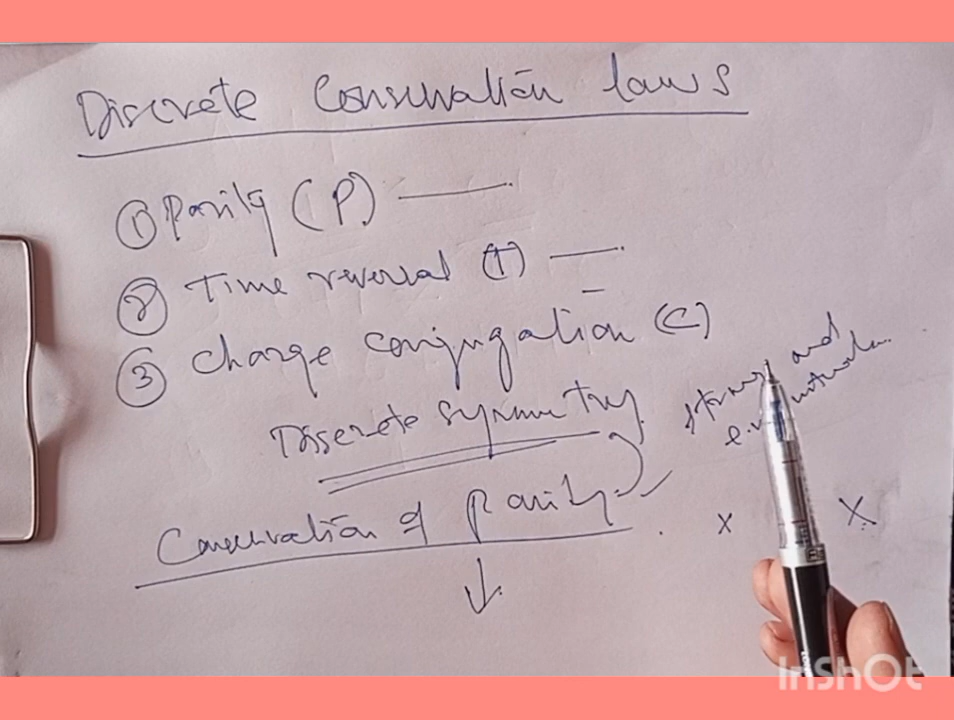 Discrete Conservation laws
① Parity (P)
② Time reversal (T)
③ Charge conjugation (C)
Discrete symmetry
strong and
e.m
Conservation of Parity
x x
InShOt